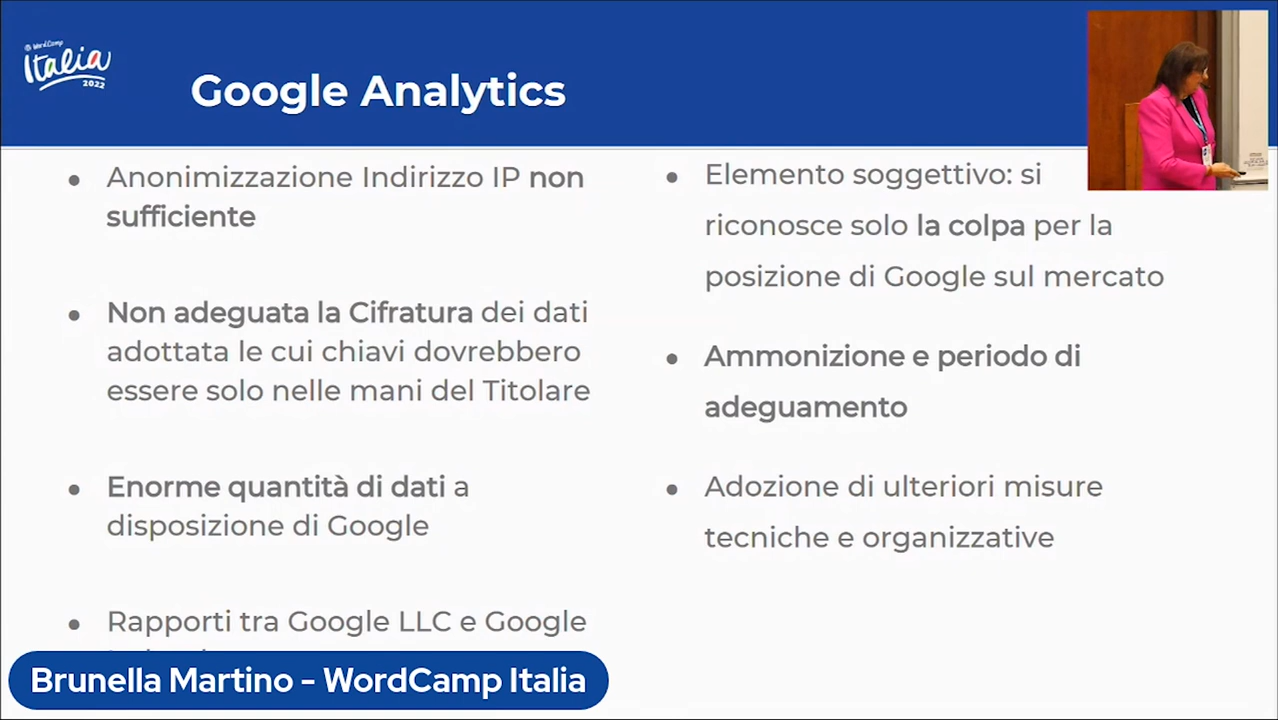 WordCamp
Italia
2022
Google Analytics
Anonimizzazione Indirizzo IP non
sufficiente
Non adeguata la Cifratura dei dati
adottata le cui chiavi dovrebbero
essere solo nelle mani del Titolare
Enorme quantità di dati a
disposizione di Google
Rapporti tra Google LLC e Google
Elemento soggettivo: si
riconosce solo la colpa per la
posizione di Google sul mercato
Ammonizione e periodo di
adeguamento
Adozione di ulteriori misure
tecniche e organizzative
Brunella Martino - WordCamp Italia